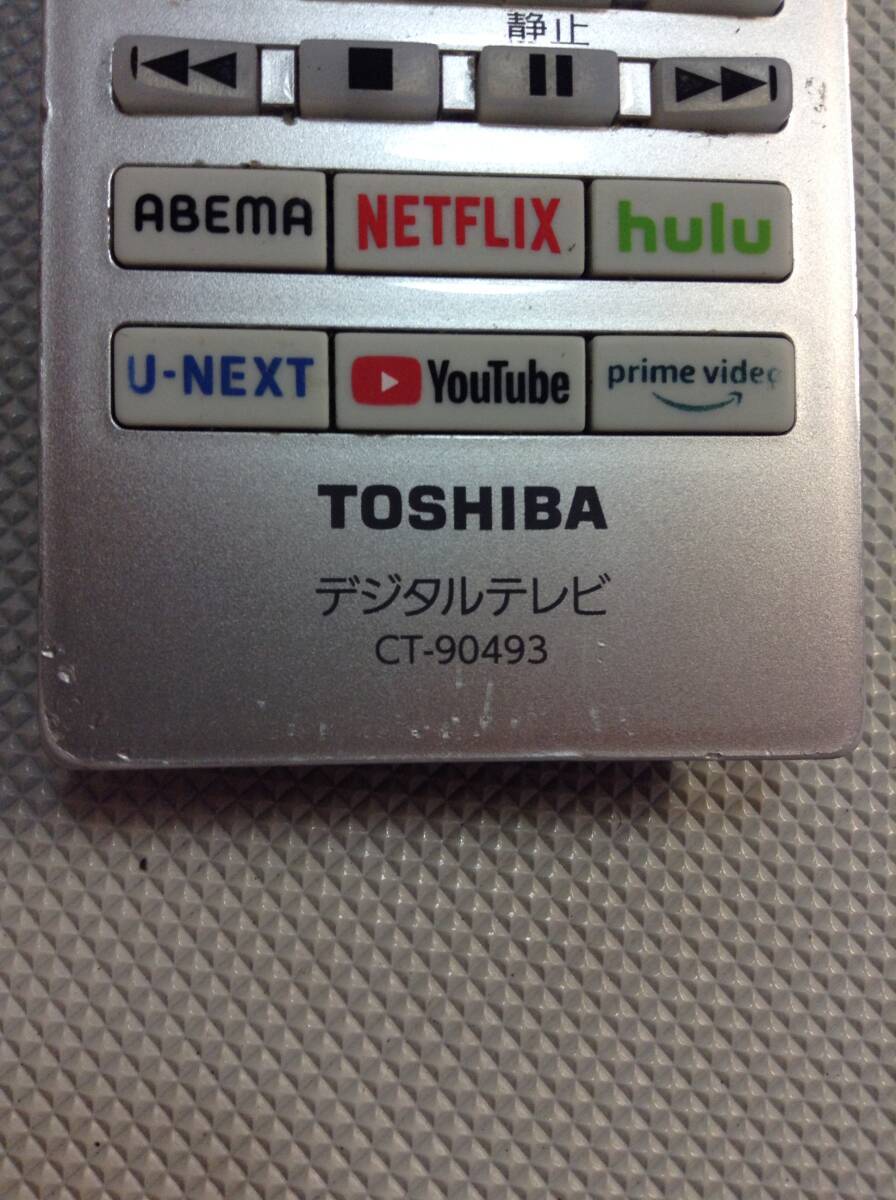 静止
ABEMA NETFLIX hulu
U-NEXT YouTube prime video
TOSHIBA
デジタルテレビ
CT-90493